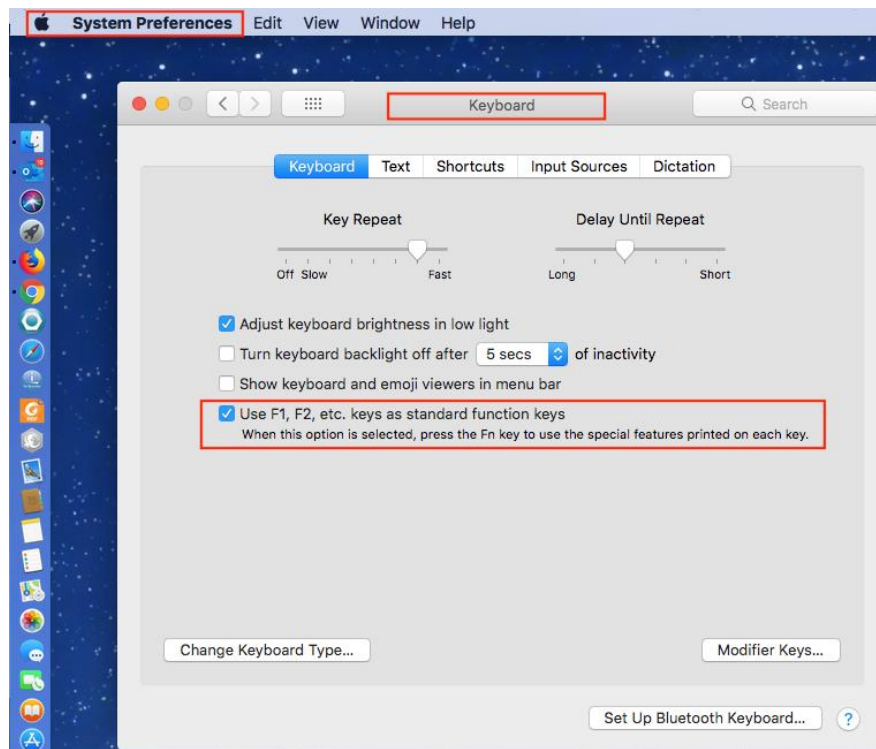 System Preferences Edit View Window Help
Keyboard
Search
Keyboard Text Shortcuts Input Sources Dictation
Key Repeat Delay Until Repeat
Off Slow Fast Long Short
Adjust keyboard brightness in low light
Turn keyboard backlight off after 5 secs of inactivity
Show keyboard and emoji viewers in menu bar
Use F1, F2, etc. keys as standard function keys
When this option is selected, press the Fn key to use the special features printed on each key.
Change Keyboard Type... Modifier Keys...
Set Up Bluetooth Keyboard... ?